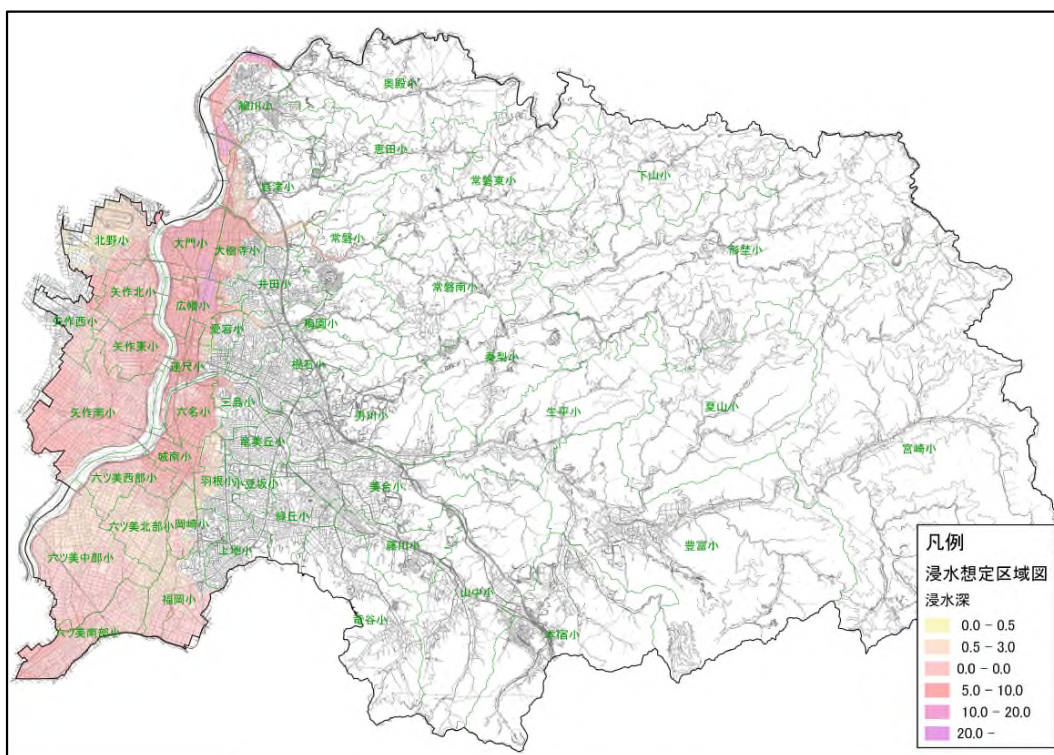 奥殿小
細川小
恵田小
下山小
常磐東小
岩津小
常磐小
北野小
大門小
大樹寺小
形埜小
井田小
常磐南小
矢作北小
広幡小
矢作西小
愛宕小
梅園小
矢作東小
秦梨小
連尺小
根石小
矢作南小
六名小
三島小
男川小
生平小
夏山小
竜美丘小
宮崎小
城南小
六ツ美西部小
羽根小
小豆坂小
美合小
緑丘小
六ツ美北部小
岡崎小
上地小
藤川小
豊富小
六ツ美中部小
福岡小
山中小
竜谷小
六ツ美南部小
本宿小
凡例
浸水想定区域図
浸水深
0.0 - 0.5
0.5 - 3.0
0.0 - 0.0
5.0 - 10.0
10.0 - 20.0
20.0 -